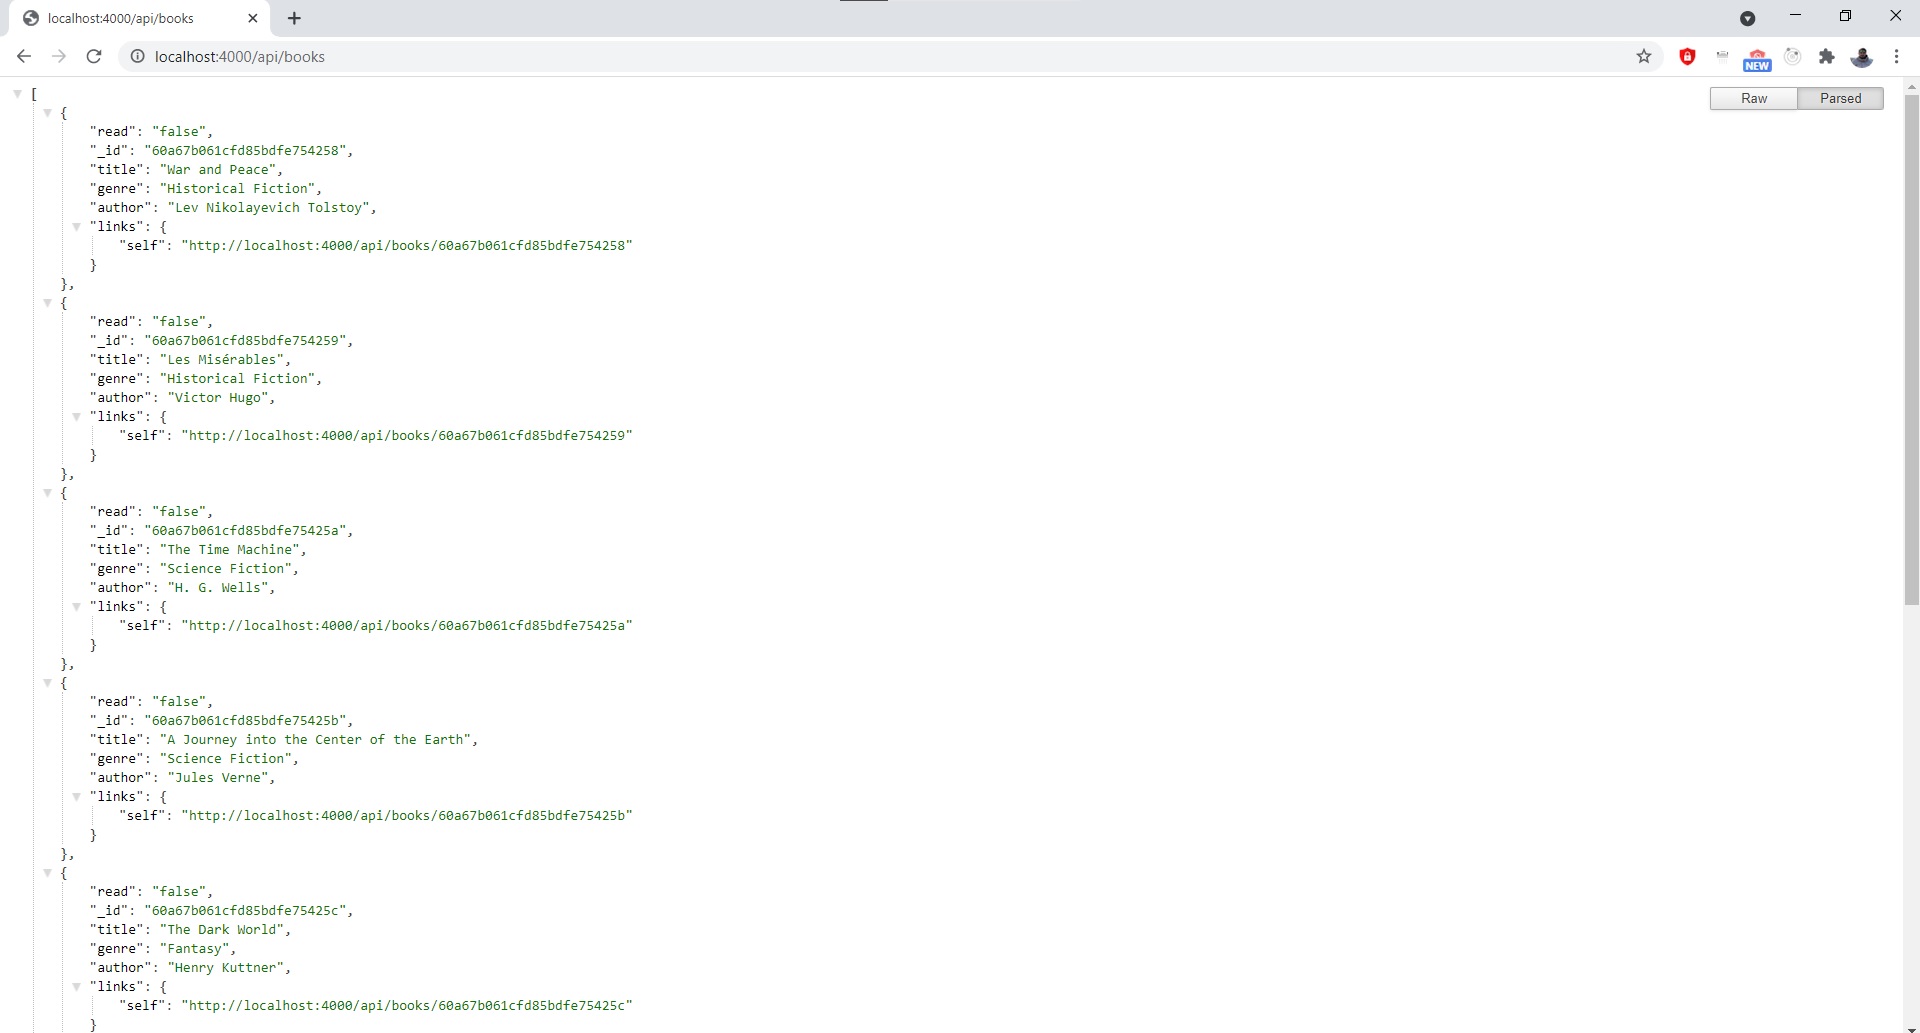 localhost:4000/api/books
localhost:4000/api/books
NEW
Raw Parsed
[
{
"read": "false",
"_id": "60a67b061cfd85bdfe754258",
"title": "War and Peace",
"genre": "Historical Fiction",
"author": "Lev Nikolayevich Tolstoy",
"links": {
"self": "http://localhost:4000/api/books/60a67b061cfd85bdfe754258"
}
},
{
"read": "false",
"_id": "60a67b061cfd85bdfe754259",
"title": "Les Misérables",
"genre": "Historical Fiction",
"author": "Victor Hugo",
"links": {
"self": "http://localhost:4000/api/books/60a67b061cfd85bdfe754259"
}
},
{
"read": "false",
"_id": "60a67b061cfd85bdfe75425a",
"title": "The Time Machine",
"genre": "Science Fiction",
"author": "H. G. Wells",
"links": {
"self": "http://localhost:4000/api/books/60a67b061cfd85bdfe75425a"
}
},
{
"read": "false",
"_id": "60a67b061cfd85bdfe75425b",
"title": "A Journey into the Center of the Earth",
"genre": "Science Fiction",
"author": "Jules Verne",
"links": {
"self": "http://localhost:4000/api/books/60a67b061cfd85bdfe75425b"
}
},
{
"read": "false",
"_id": "60a67b061cfd85bdfe75425c",
"title": "The Dark World",
"genre": "Fantasy",
"author": "Henry Kuttner",
"links": {
"self": "http://localhost:4000/api/books/60a67b061cfd85bdfe75425c"
}